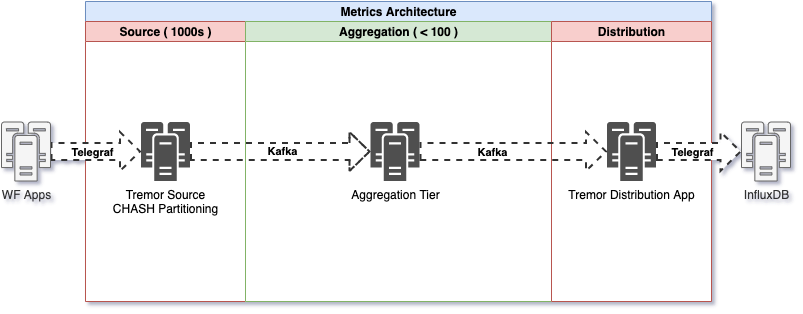 Metrics Architecture
Source ( 1000s )
Aggregation ( < 100 )
Distribution
Telegraf
Kafka
Kafka
Telegraf
WF Apps
Tremor Source
CHASH Partitioning
Aggregation Tier
Tremor Distribution App
InfluxDB